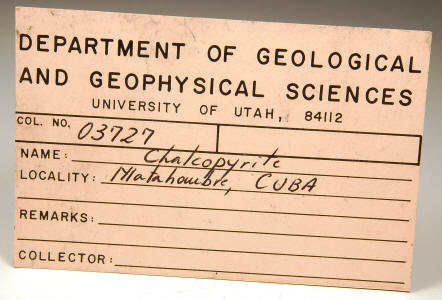 DEPARTMENT OF GEOLOGICAL
AND GEOPHYSICAL SCIENCES
UNIVERSITY OF UTAH, 84112
COL. NO. 03727
NAME: Chalcopyrite
LOCALITY: Matahambre, CUBA
REMARKS:
COLLECTOR: